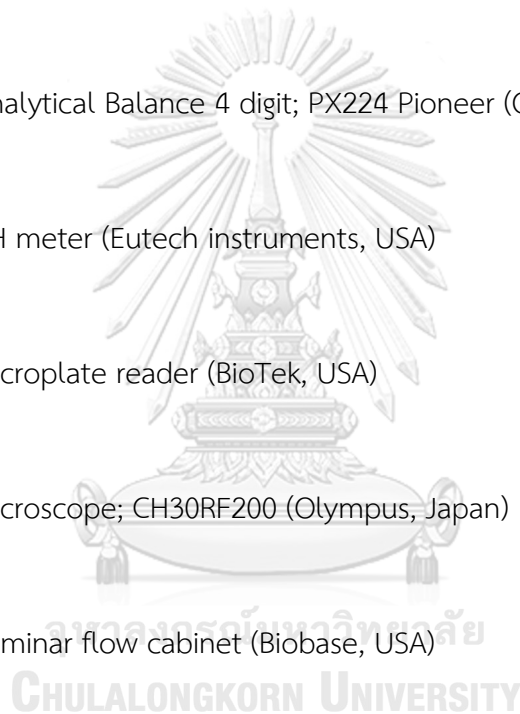 nalytical Balance 4 digit; PX224 Pioneer (
H meter (Eutech instruments, USA)
croplate reader (BioTek, USA)
croscope; CH30RF200 (Olympus, Japan)
minar flow cabinet (Biobase, USA)
จุฬาลงกรณ์มหาวิทยาลัย
CHULALONGKORN UNIVERSITY